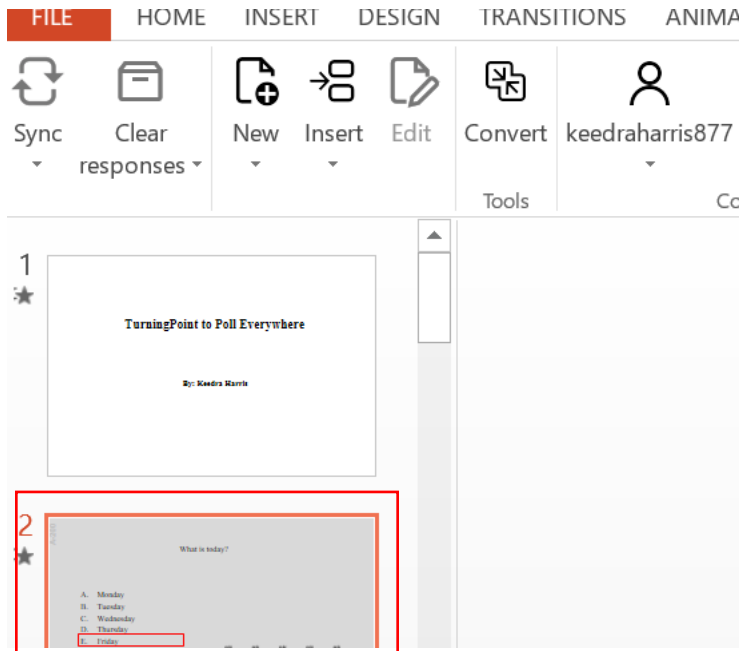 FILE HOME INSERT DESIGN TRANSITIONS ANIMA
Sync Clear responses New Insert Edit Convert keedraharris877
Tools Co
1
TurningPoint to Poll Everywhere
By: Keedra Harris
2
What is today?
A. Monday
B. Tuesday
C. Wednesday
D. Thursday
E. Friday